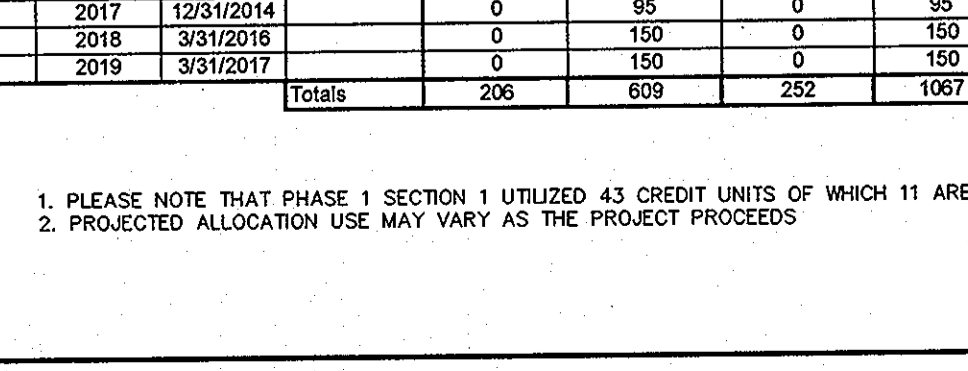 2017 12/31/2014 0 95 0 95
2018 3/31/2016 0 150 0 150
2019 3/31/2017 0 150 0 150
Totals 206 609 252 1067
1. PLEASE NOTE THAT PHASE 1 SECTION 1 UTILIZED 43 CREDIT UNITS OF WHICH 11 ARE
2. PROJECTED ALLOCATION USE MAY VARY AS THE PROJECT PROCEEDS